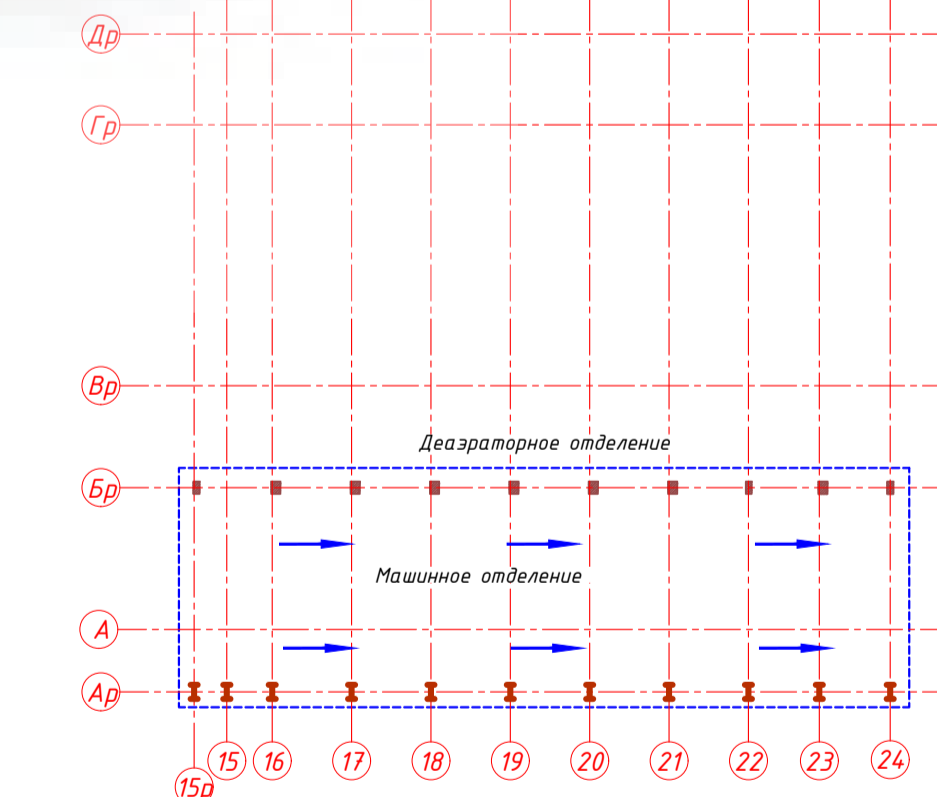 Др
Гр
Вр
Деаэраторное отделение
Бр
Машинное отделение
А
Ар
15 16 17 18 19 20 21 22 23 24
15р